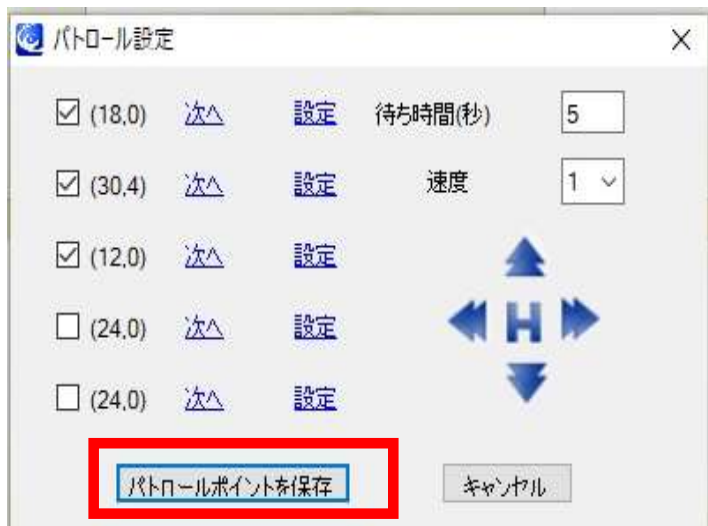 パトロール設定
(18,0) 次へ 設定 待ち時間(秒) 5
(30,4) 次へ 設定 速度 1
(12,0) 次へ 設定
(24,0) 次へ 設定
(24,0) 次へ 設定
H
パトロールポイントを保存 キャンセル